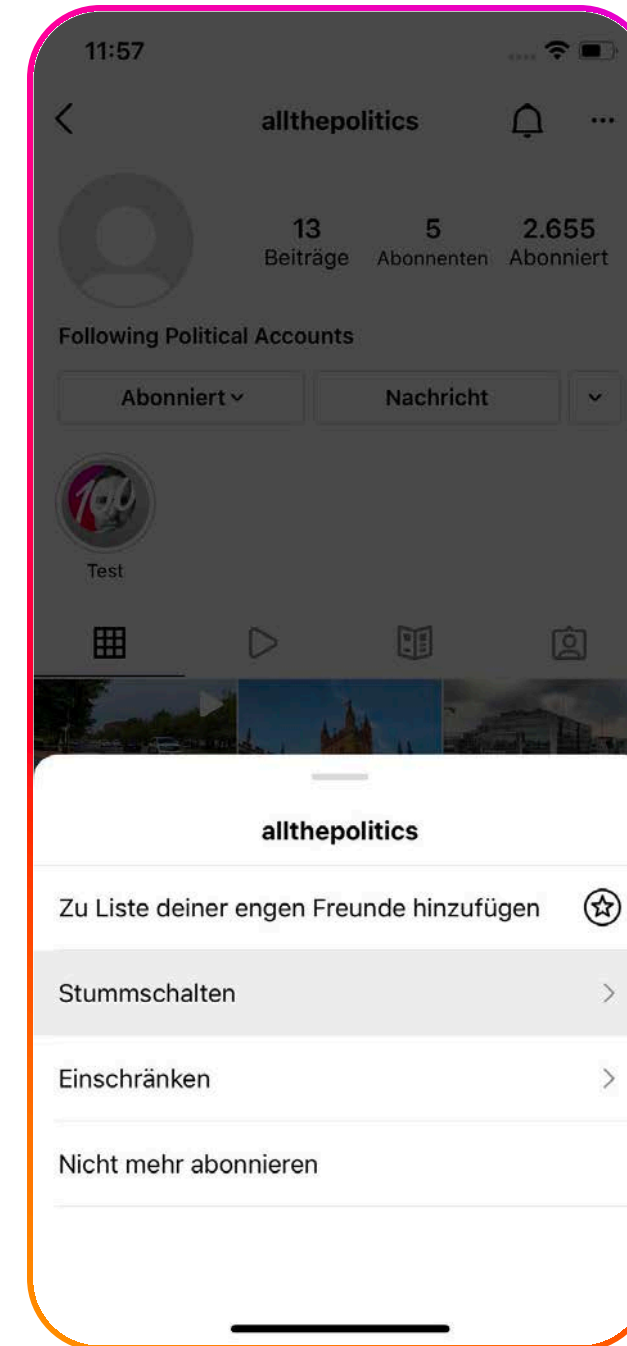 11:57
allthepolitics
13 5 2.655
Beiträge Abonnenten Abonniert
Following Political Accounts
Abonniert Nachricht
100
Test
allthepolitics
Zu Liste deiner engen Freunde hinzufügen
Stummschalten
Einschränken
Nicht mehr abonnieren